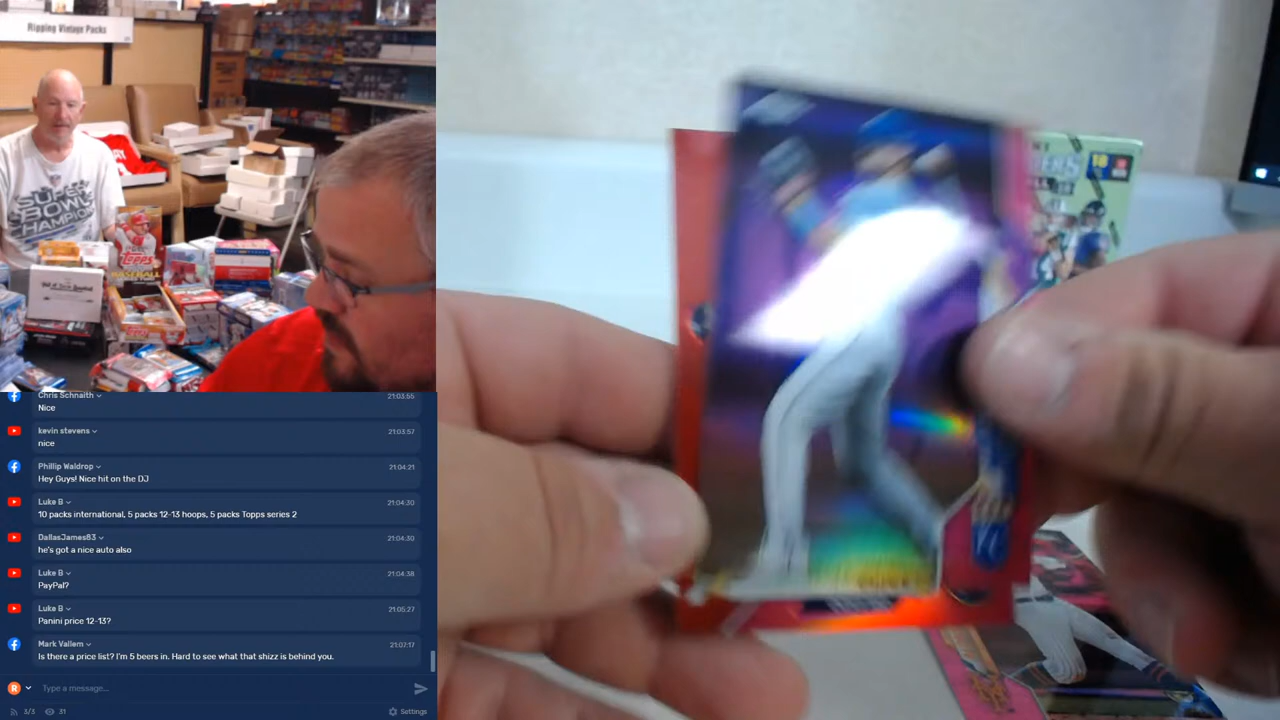 Ripping Vintage Packs
SUPER
BOWL
CHAMPIONS
Topps
BASEBALL
Chris Schnaith
21:03:55
Nice
kevin stevens
21:03:57
nice
Phillip Waldrop
21:04:21
Hey Guys! Nice hit on the DJ
Luke B
21:04:30
10 packs international, 5 packs 12-13 hoops, 5 packs Topps series 2
DallasJames83
21:04:30
he's got a nice auto also
Luke B
21:04:38
PayPal?
Luke B
21:05:27
Panini price 12-13?
Mark Vallem
21:07:17
Is there a price list? I'm 5 beers in. Hard to see what that shizz is behind you.
R
Type a message...
3/3
31
Settings
18